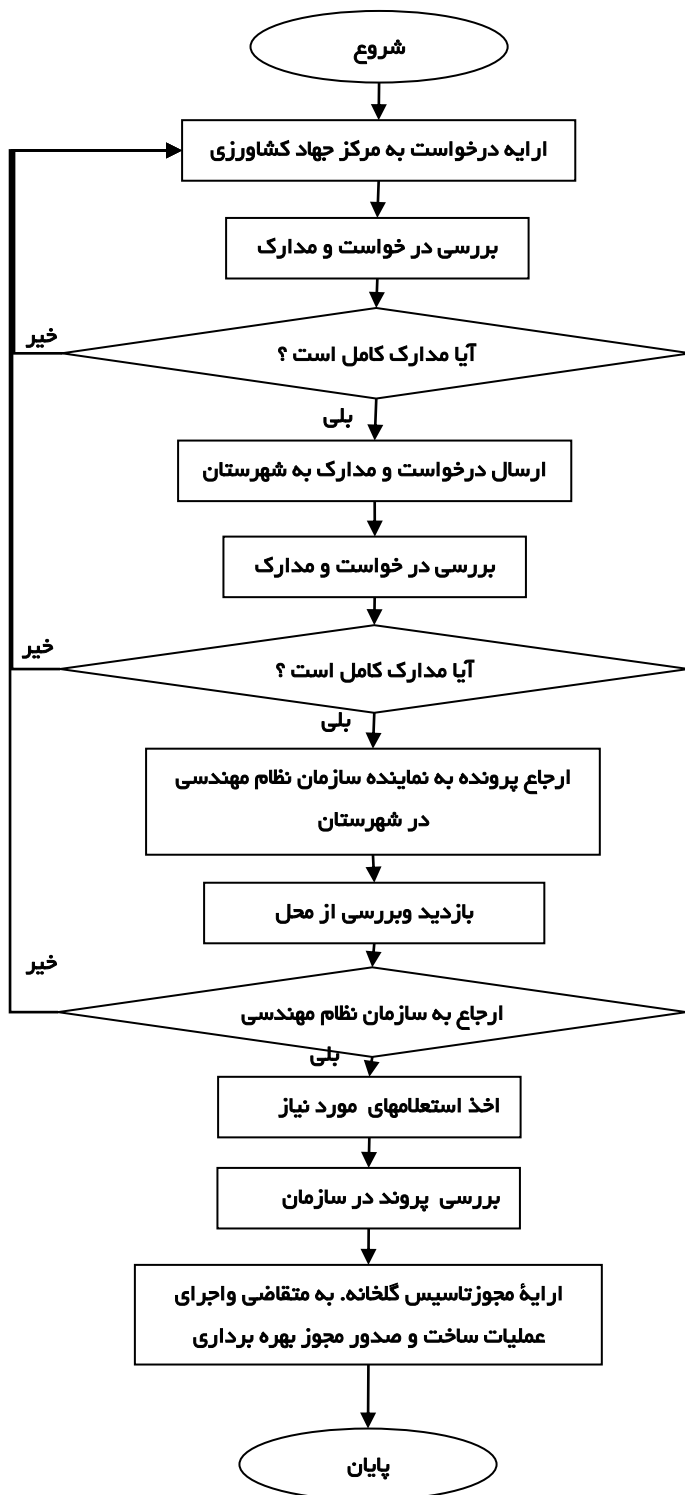 شروع
ارایه درخواست به مرکز جهاد کشاورزی
بررسی در خواست و مدارک
آیا مدارک کامل است ؟
خیر
بلی
ارسال درخواست و مدارک به شهرستان
بررسی در خواست و مدارک
آیا مدارک کامل است ؟
خیر
بلی
ارجاع پرونده به نماینده سازمان نظام مهندسی
در شهرستان
بازدید وبررسی از محل
خیر
ارجاع به سازمان نظام مهندسی
بلی
اخذ استعلامهای مورد نیاز
بررسی پروند در سازمان
ارایهٔ مجوزتاسیس گلخانه. به متقاضی واجرای
عملیات ساخت و صدور مجوز بهره برداری
پایان